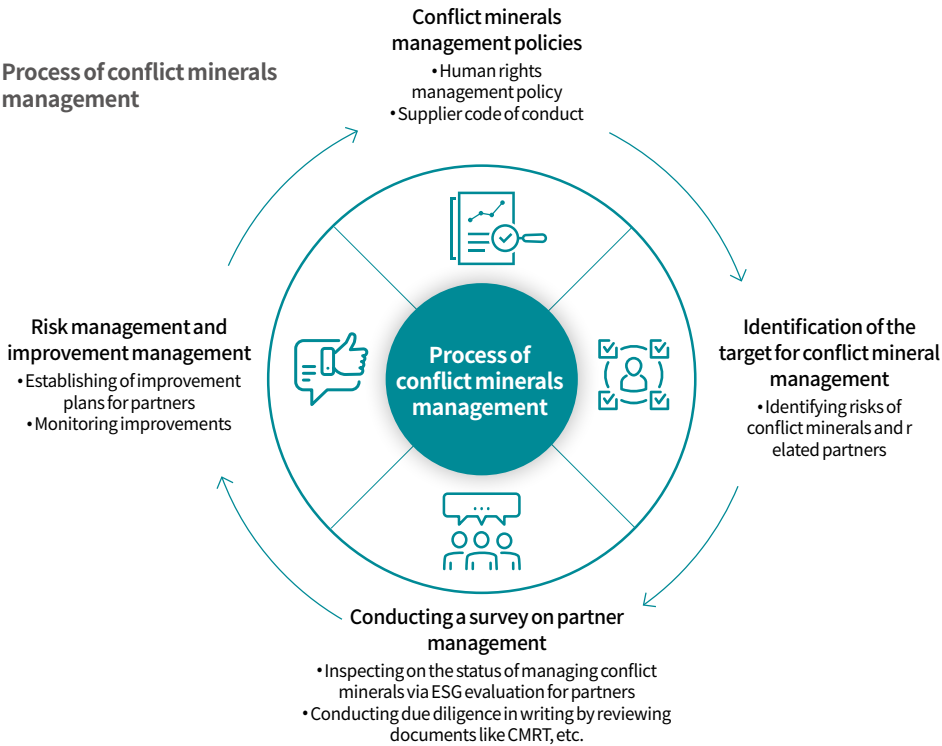 Process of conflict minerals
management
Conflict minerals
management policies
• Human rights
management policy
• Supplier code of conduct
Identification of the
target for conflict mineral
management
• Identifying risks of
conflict minerals and r
elated partners
Conducting a survey on partner
management
• Inspecting on the status of managing conflict
minerals via ESG evaluation for partners
• Conducting due diligence in writing by reviewing
documents like CMRT, etc.
Risk management and
improvement management
• Establishing of improvement
plans for partners
• Monitoring improvements
Process of
conflict minerals
management